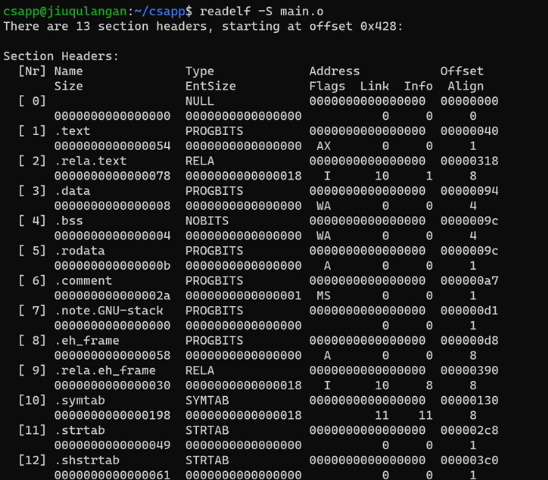 csapp@jiuqulangan:~/csapp$ readelf -S main.o
There are 13 section headers, starting at offset 0x428:
Section Headers:
[Nr] Name Type Address Offset
Size EntSize Flags Link Info Align
[ 0] NULL 0000000000000000 00000000
0000000000000000 0000000000000000 0 0 0
[ 1] .text PROGBITS 0000000000000000 00000040
0000000000000054 0000000000000000 AX 0 0 1
[ 2] .rela.text RELA 0000000000000000 00000318
0000000000000078 0000000000000018 I 10 1 8
[ 3] .data PROGBITS 0000000000000000 00000094
0000000000000008 0000000000000000 WA 0 0 4
[ 4] .bss NOBITS 0000000000000000 0000009c
0000000000000004 0000000000000000 WA 0 0 4
[ 5] .rodata PROGBITS 0000000000000000 0000009c
000000000000000b 0000000000000000 A 0 0 1
[ 6] .comment PROGBITS 0000000000000000 000000a7
000000000000002a 0000000000000001 MS 0 0 1
[ 7] .note.GNU-stack PROGBITS 0000000000000000 000000d1
0000000000000000 0000000000000000 0 0 1
[ 8] .eh_frame PROGBITS 0000000000000000 000000d8
0000000000000058 0000000000000000 A 0 0 8
[ 9] .rela.eh_frame RELA 0000000000000000 00000390
0000000000000030 0000000000000018 I 10 8 8
[10] .symtab SYMTAB 0000000000000000 00000130
0000000000000198 0000000000000018 11 11 8
[11] .strtab STRTAB 0000000000000000 000002c8
0000000000000049 0000000000000000 0 0 1
[12] .shstrtab STRTAB 0000000000000000 000003c0
0000000000000061 0000000000000000 0 0 1